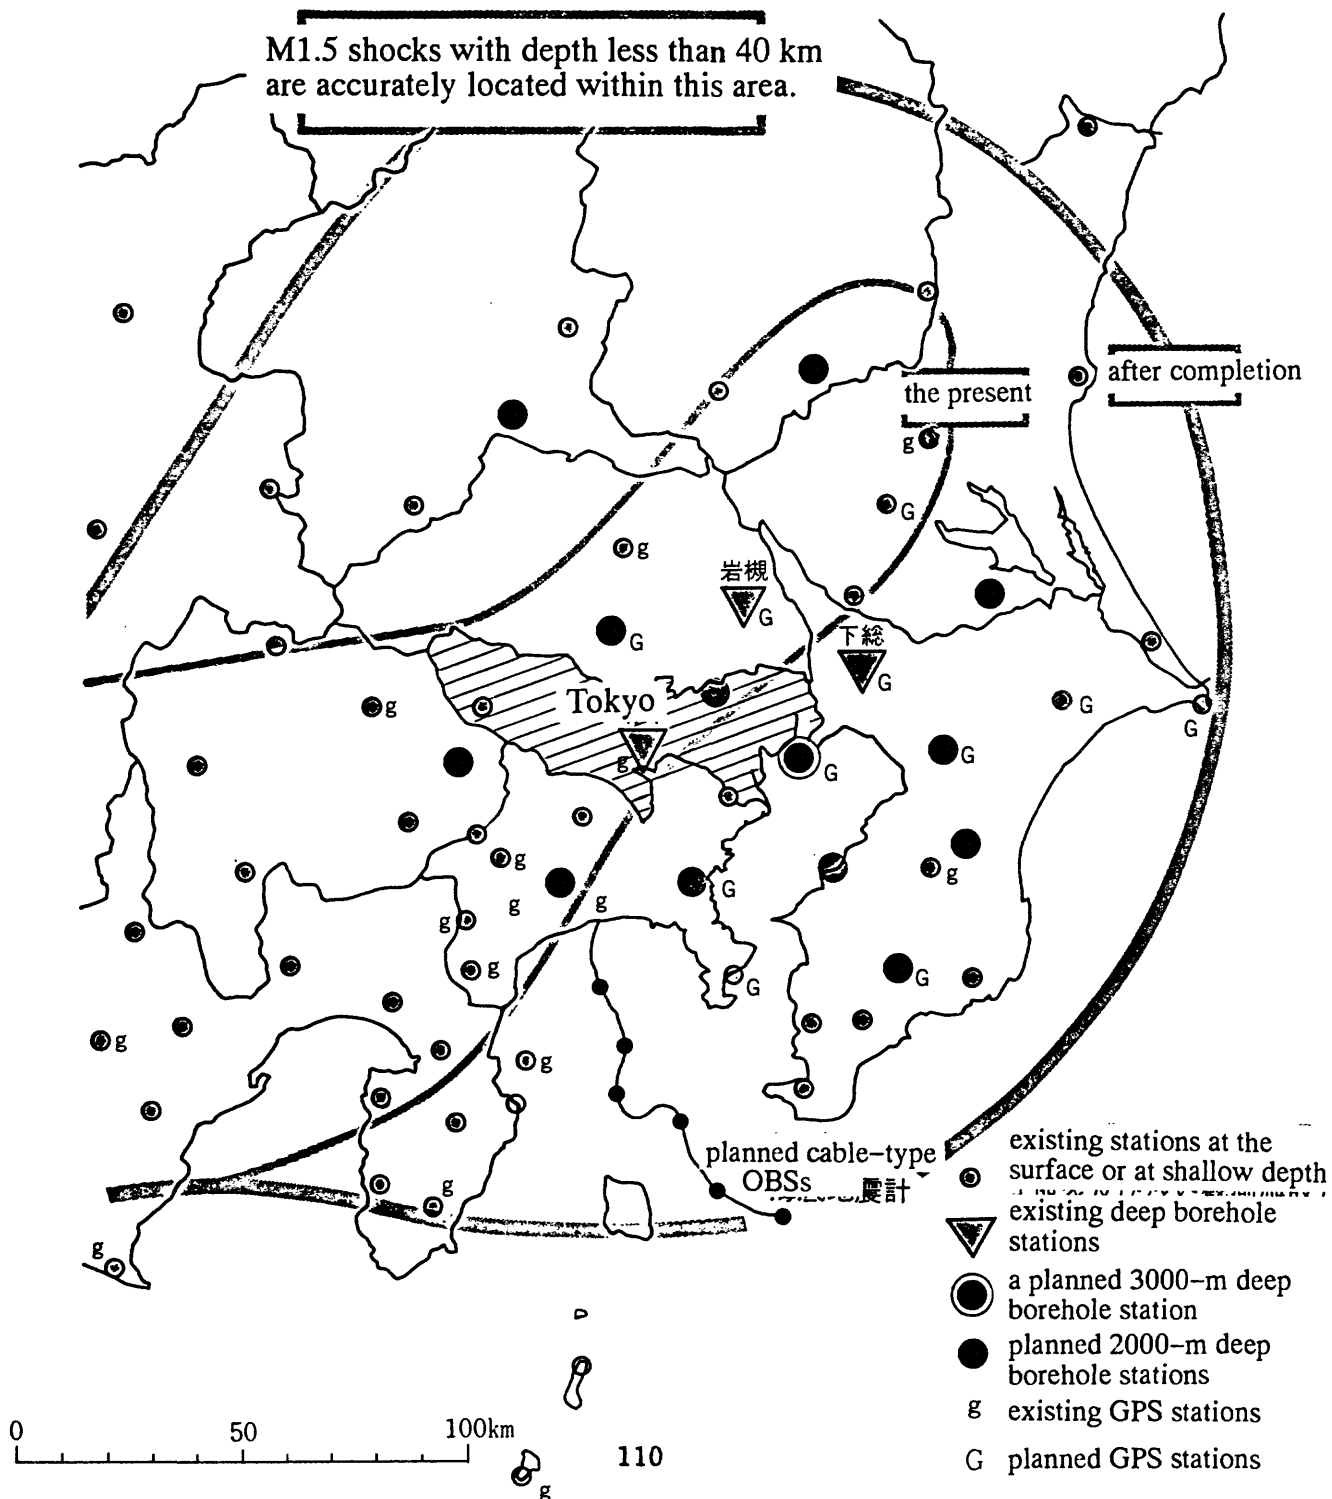 M1.5 shocks with depth less than 40 km
are accurately located within this area.
after completion
the present
g
G
g
岩槻
G
G
下総
G
Tokyo
g
g
G
G
G
G
g
G
g
g
g
G
g
g
g
G
G
g
g
planned cable-type
OBSs
震計
g
g
existing stations at the
surface or at shallow depth
existing deep borehole
stations
a planned 3000-m deep
borehole station
planned 2000-m deep
borehole stations
g existing GPS stations
G planned GPS stations
0 50 100km
110
g